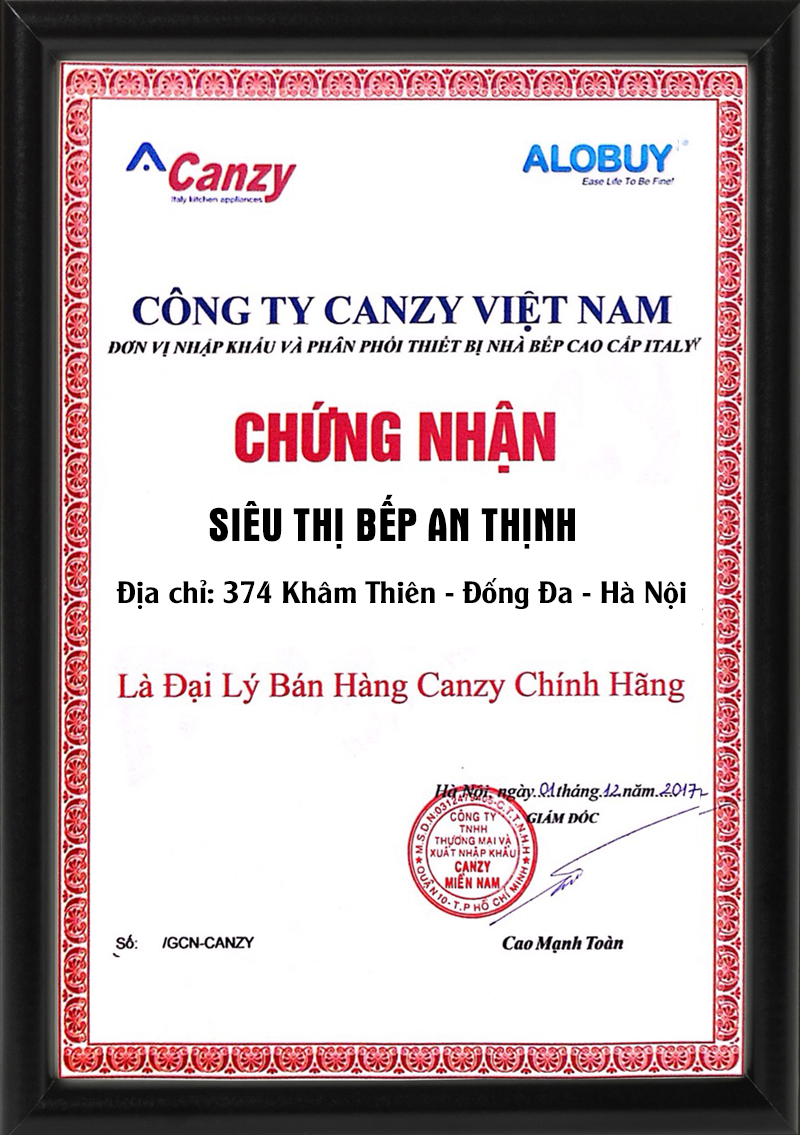 Canzy
Italy kitchen appliances
ALOBUY
Ease Life To Be Fine!
CÔNG TY CANZY VIỆT NAM
ĐƠN VỊ NHẬP KHẨU VÀ PHÂN PHỐI THIẾT BỊ NHÀ BẾP CAO CẤP ITALY
CHỨNG NHẬN
SIÊU THỊ BẾP AN THỊNH
Địa chỉ: 374 Khâm Thiên - Đống Đa - Hà Nội
Là Đại Lý Bán Hàng Canzy Chính Hãng
Hà Nội, ngày 01 tháng 12 năm 2017
GIÁM ĐỐC
M.S.D.N:0312479405-C.T.T.N.H.H
CÔNG TY
TNHH
THƯƠNG MẠI VÀ
XUẤT NHẬP KHẨU
CANZY
MIỀN NAM
QUẬN 10-T.P HỒ CHÍ MINH
Số: /GCN-CANZY
Cao Mạnh Toàn